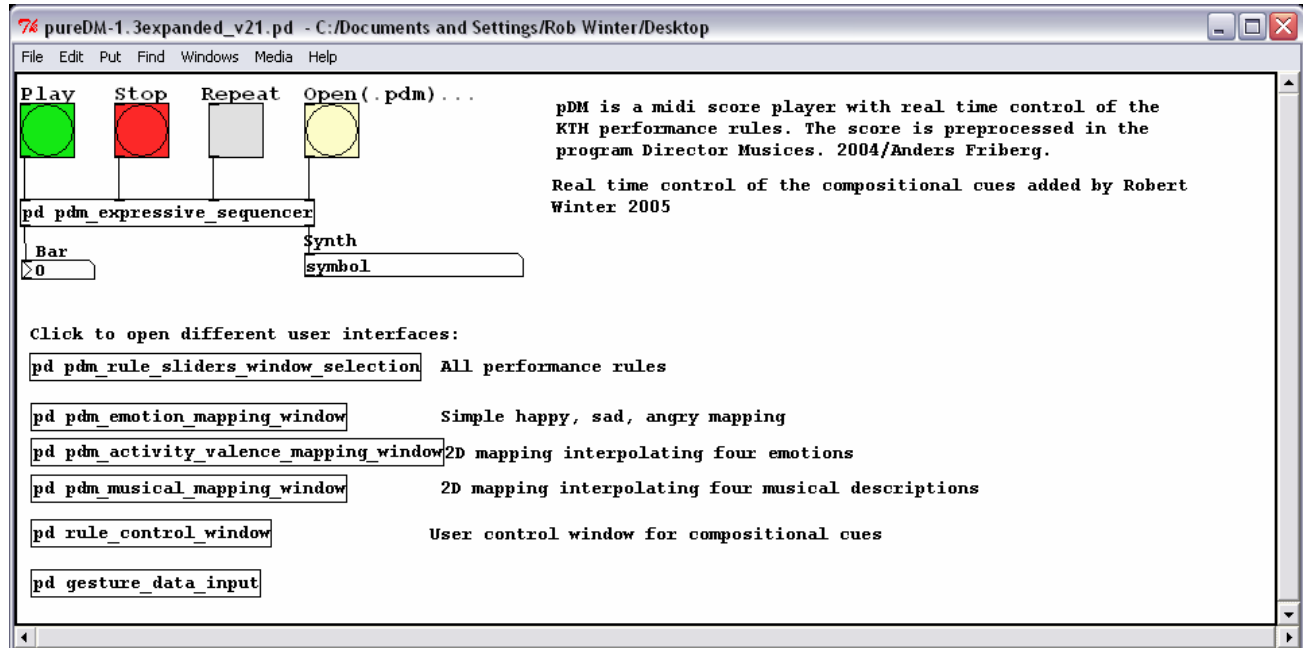 pureDM-1.3expanded_v21.pd - C:/Documents and Settings/Rob Winter/Desktop
File Edit Put Find Windows Media Help
Play Stop Repeat Open(.pdm)...
pDM is a midi score player with real time control of the
KTH performance rules. The score is preprocessed in the
program Director Musices. 2004/Anders Friberg.
Real time control of the compositional cues added by Robert
Winter 2005
pd pdm_expressive_sequencer
Bar
0
Synth
symbol
Click to open different user interfaces:
pd pdm_rule_sliders_window_selection All performance rules
pd pdm_emotion_mapping_window Simple happy, sad, angry mapping
pd pdm_activity_valence_mapping_window 2D mapping interpolating four emotions
pd pdm_musical_mapping_window 2D mapping interpolating four musical descriptions
pd rule_control_window User control window for compositional cues
pd gesture_data_input